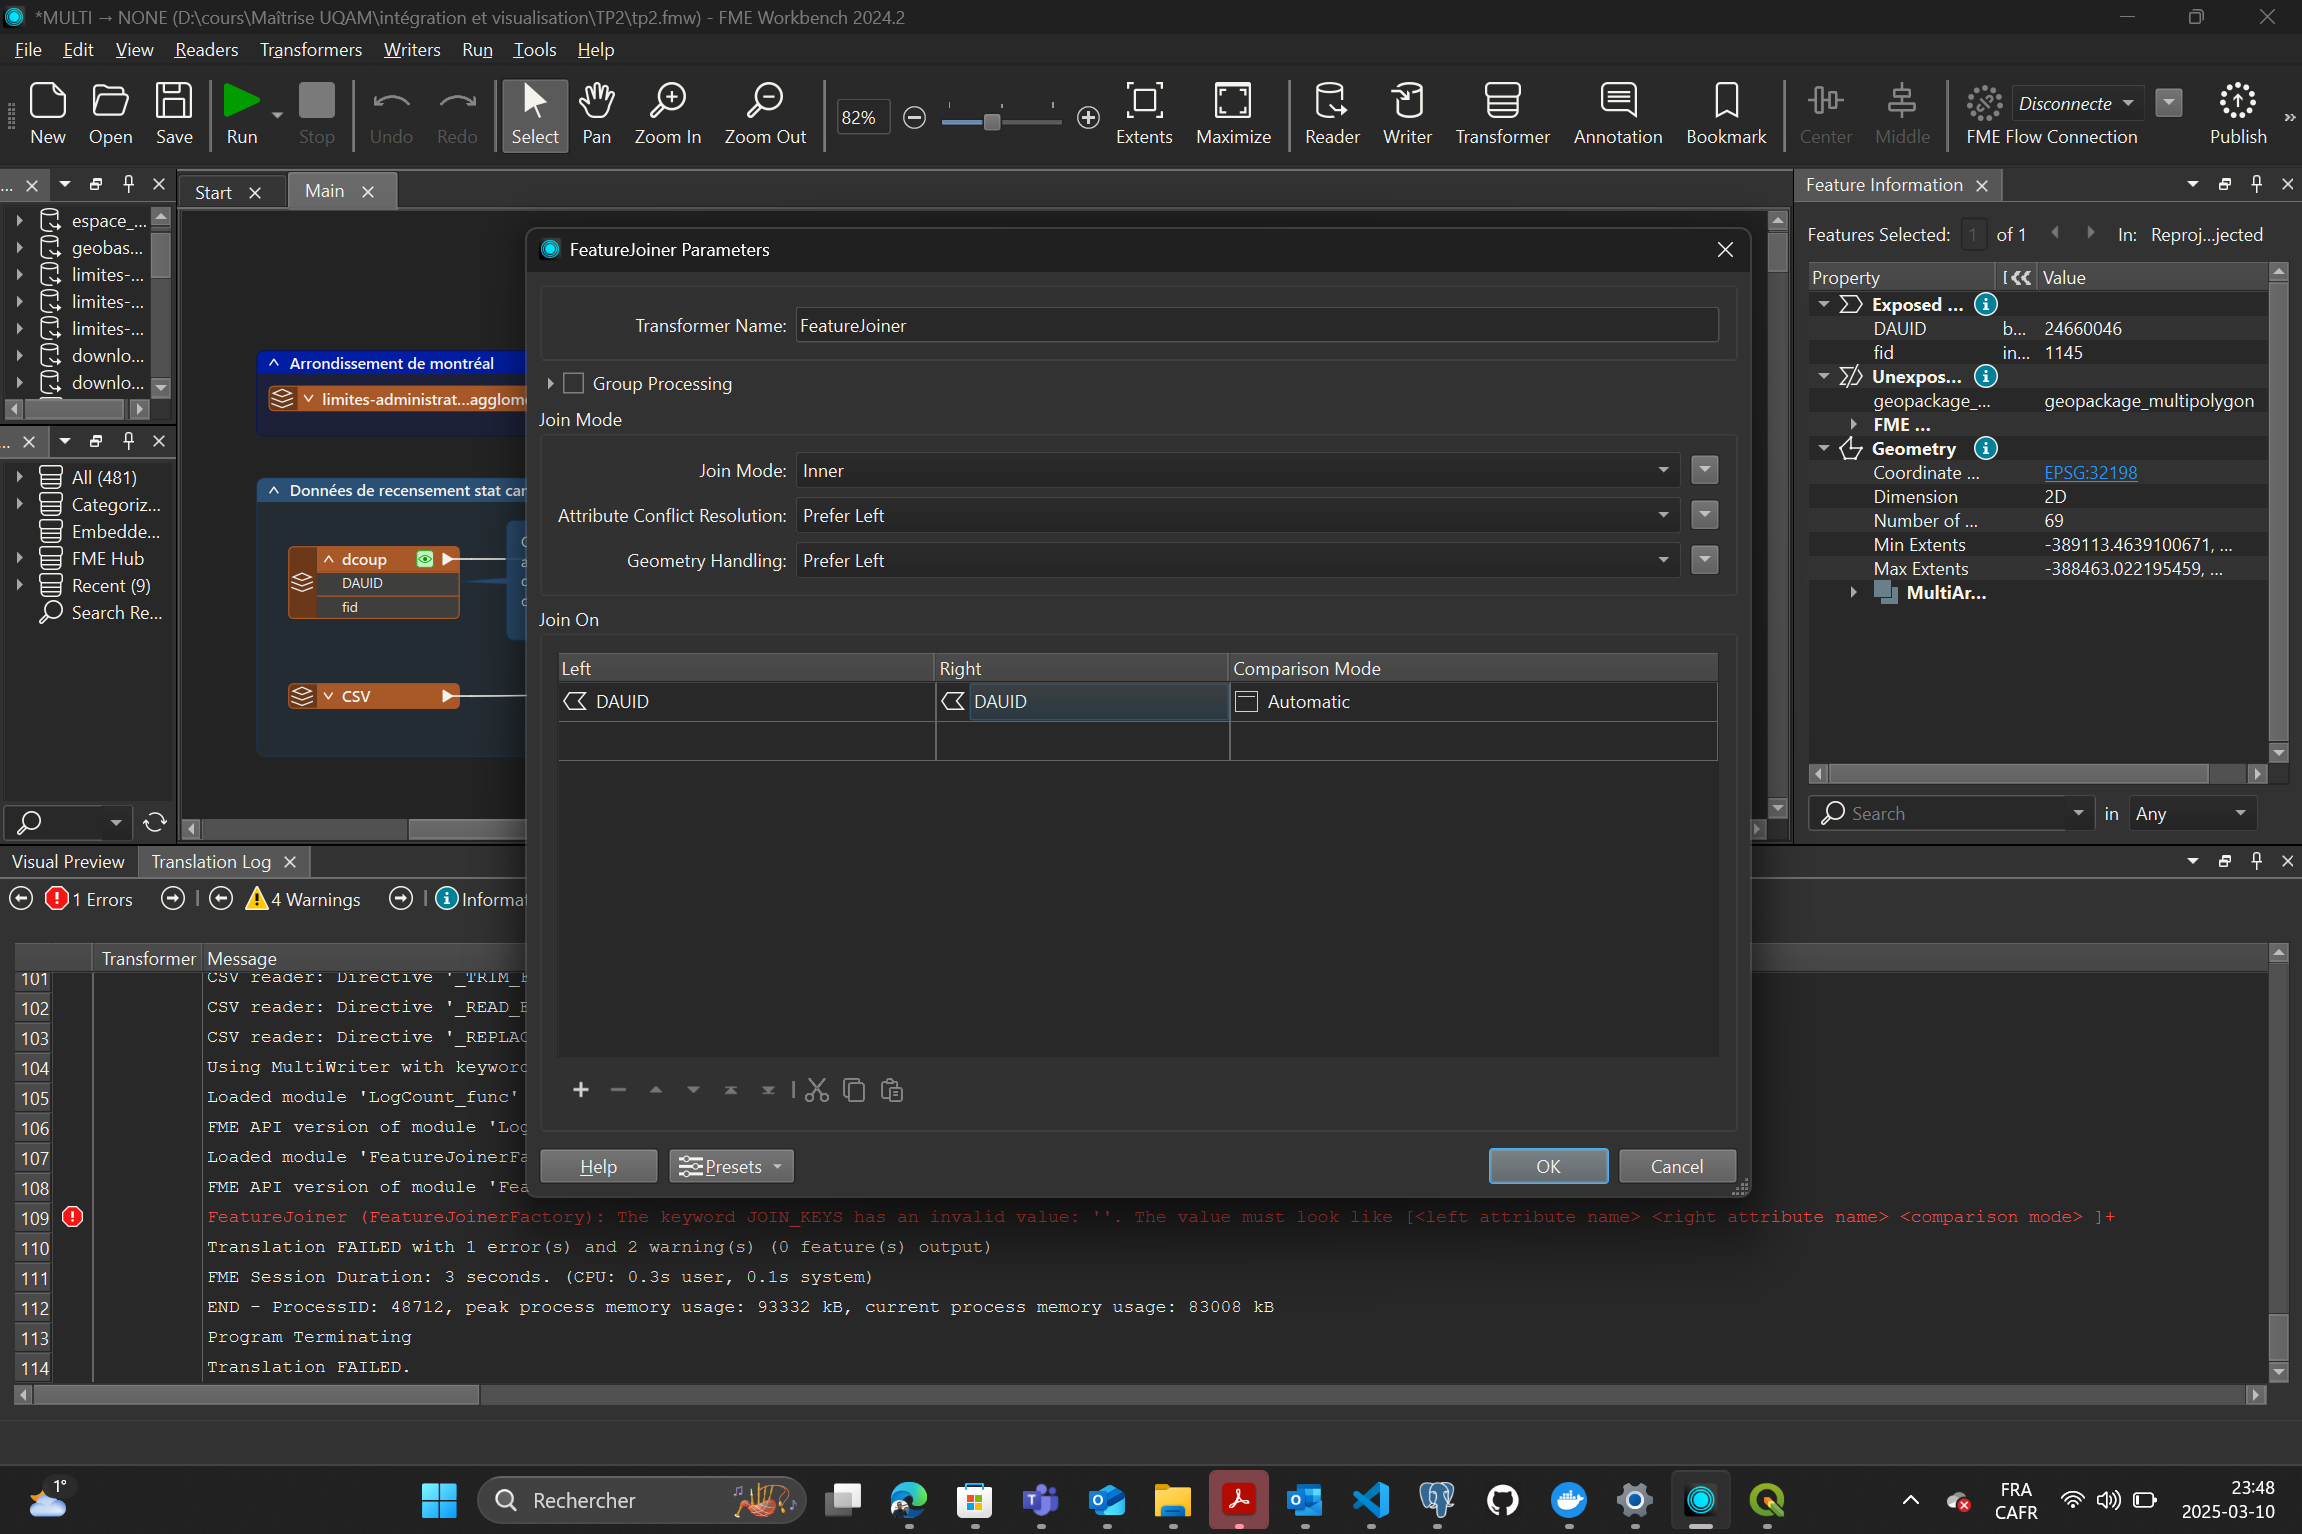 *MULTI → NONE (D:\cours\Maîtrise UQAM\intégration et visualisation\TP2\tp2.fmw) - FME Workbench 2024.2
File Edit View Readers Transformers Writers Run Tools Help
New Open Save Run Stop Undo Redo Select Pan Zoom In Zoom Out 82% Extents Maximize Reader Writer Transformer Annotation Bookmark Center Middle Disconnecte FME Flow Connection Publish
...
espace_...
geobas...
limites-...
limites-...
limites-...
downlo...
downlo...
...
All (481)
Categoriz...
Embedde...
FME Hub
Recent (9)
Search Re...
Start Main
Arrondissement de montréal
limites-administrat...agglom
Données de recensement stat can
dcoup
DAUID
fid
CSV
FeatureJoiner Parameters
Transformer Name: FeatureJoiner
Group Processing
Join Mode
Join Mode: Inner
Attribute Conflict Resolution: Prefer Left
Geometry Handling: Prefer Left
Join On
Left Right Comparison Mode
DAUID DAUID Automatic
Help Presets OK Cancel
Feature Information
Features Selected: 1 of 1 In: Reproj...jected
Property Value
Exposed ...
DAUID b... 24660046
fid in... 1145
Unexpos...
geopackage_... geopackage_multipolygon
FME ...
Geometry
Coordinate ... EPSG:32198
Dimension 2D
Number of ... 69
Min Extents -389113.4639100671, ...
Max Extents -388463.022195459, ...
MultiAr...
Search in Any
Visual Preview Translation Log
1 Errors 4 Warnings Informat
Transformer Message
101 CSV reader: Directive '_TRIM_
102 CSV reader: Directive '_READ_
103 CSV reader: Directive '_REPLAC
104 Using MultiWriter with keyword
105 Loaded module 'LogCount_func'
106 FME API version of module 'Log
107 Loaded module 'FeatureJoinerFa
108 FME API version of module 'Fea
109 FeatureJoiner (FeatureJoinerFactory): The keyword JOIN_KEYS has an invalid value: ''. The value must look like [<left attribute name> <right attribute name> <comparison mode> ]+
110 Translation FAILED with 1 error(s) and 2 warning(s) (0 feature(s) output)
111 FME Session Duration: 3 seconds. (CPU: 0.3s user, 0.1s system)
112 END - ProcessID: 48712, peak process memory usage: 93332 kB, current process memory usage: 83008 kB
113 Program Terminating
114 Translation FAILED.
1°
Rechercher
FRA
CAFR
23:48
2025-03-10